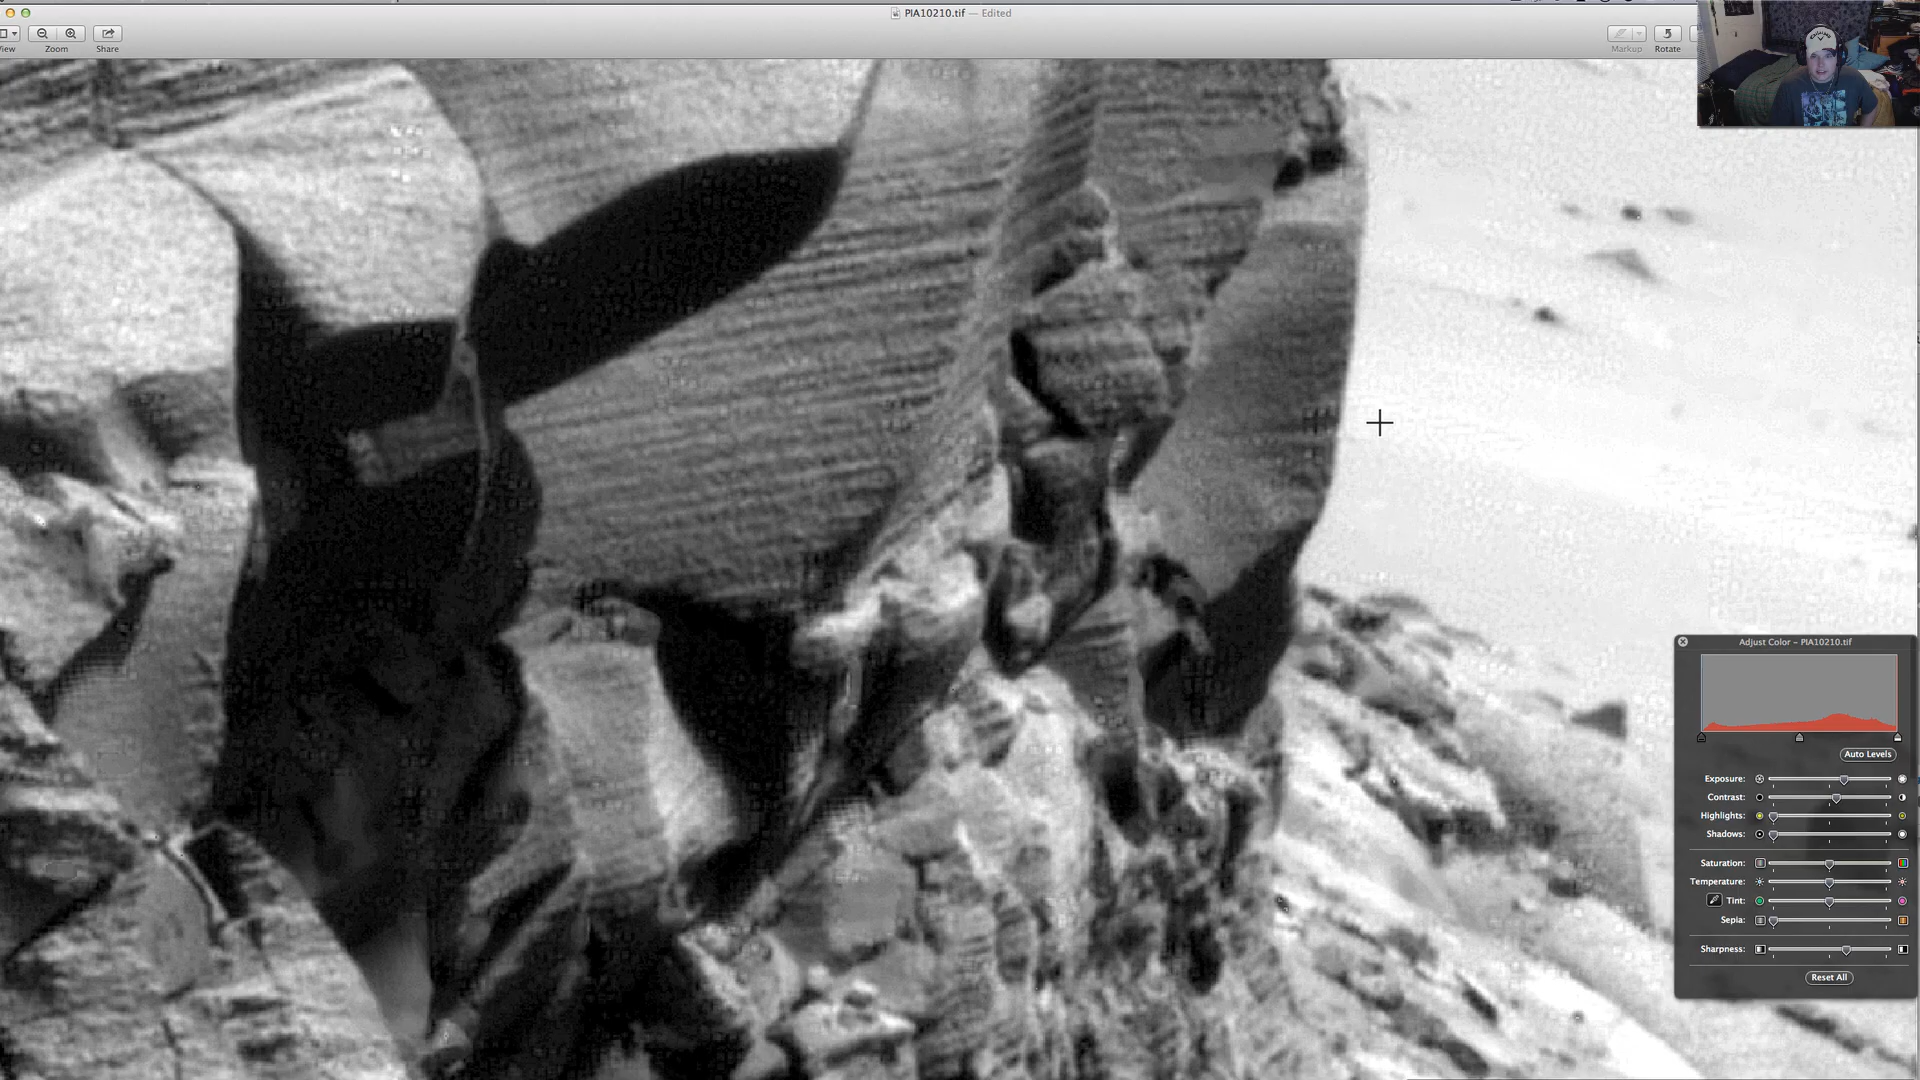 PIA10210.tif — Edited
View
Zoom
Share
Markup
Rotate
Adjust Color - PIA10210.tif
Auto Levels
Exposure:
Contrast:
Highlights:
Shadows:
Saturation:
Temperature:
Tint:
Sepia:
Sharpness:
Reset All